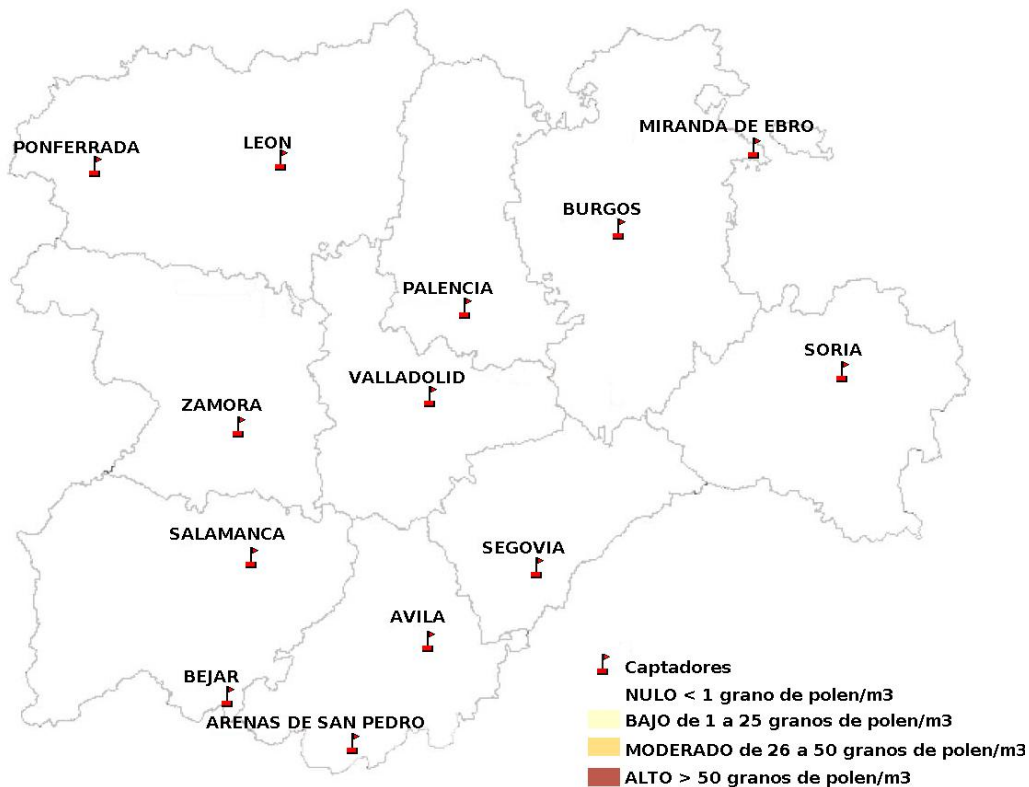 MIRANDA DE EBRO
PONFERRADA
LEON
BURGOS
PALENCIA
SORIA
VALLADOLID
ZAMORA
SALAMANCA
SEGOVIA
AVILA
BEJAR
ARENAS DE SAN PEDRO
Captadores
NULO < 1 grano de polen/m3
BAJO de 1 a 25 granos de polen/m3
MODERADO de 26 a 50 granos de polen/m3
ALTO > 50 granos de polen/m3